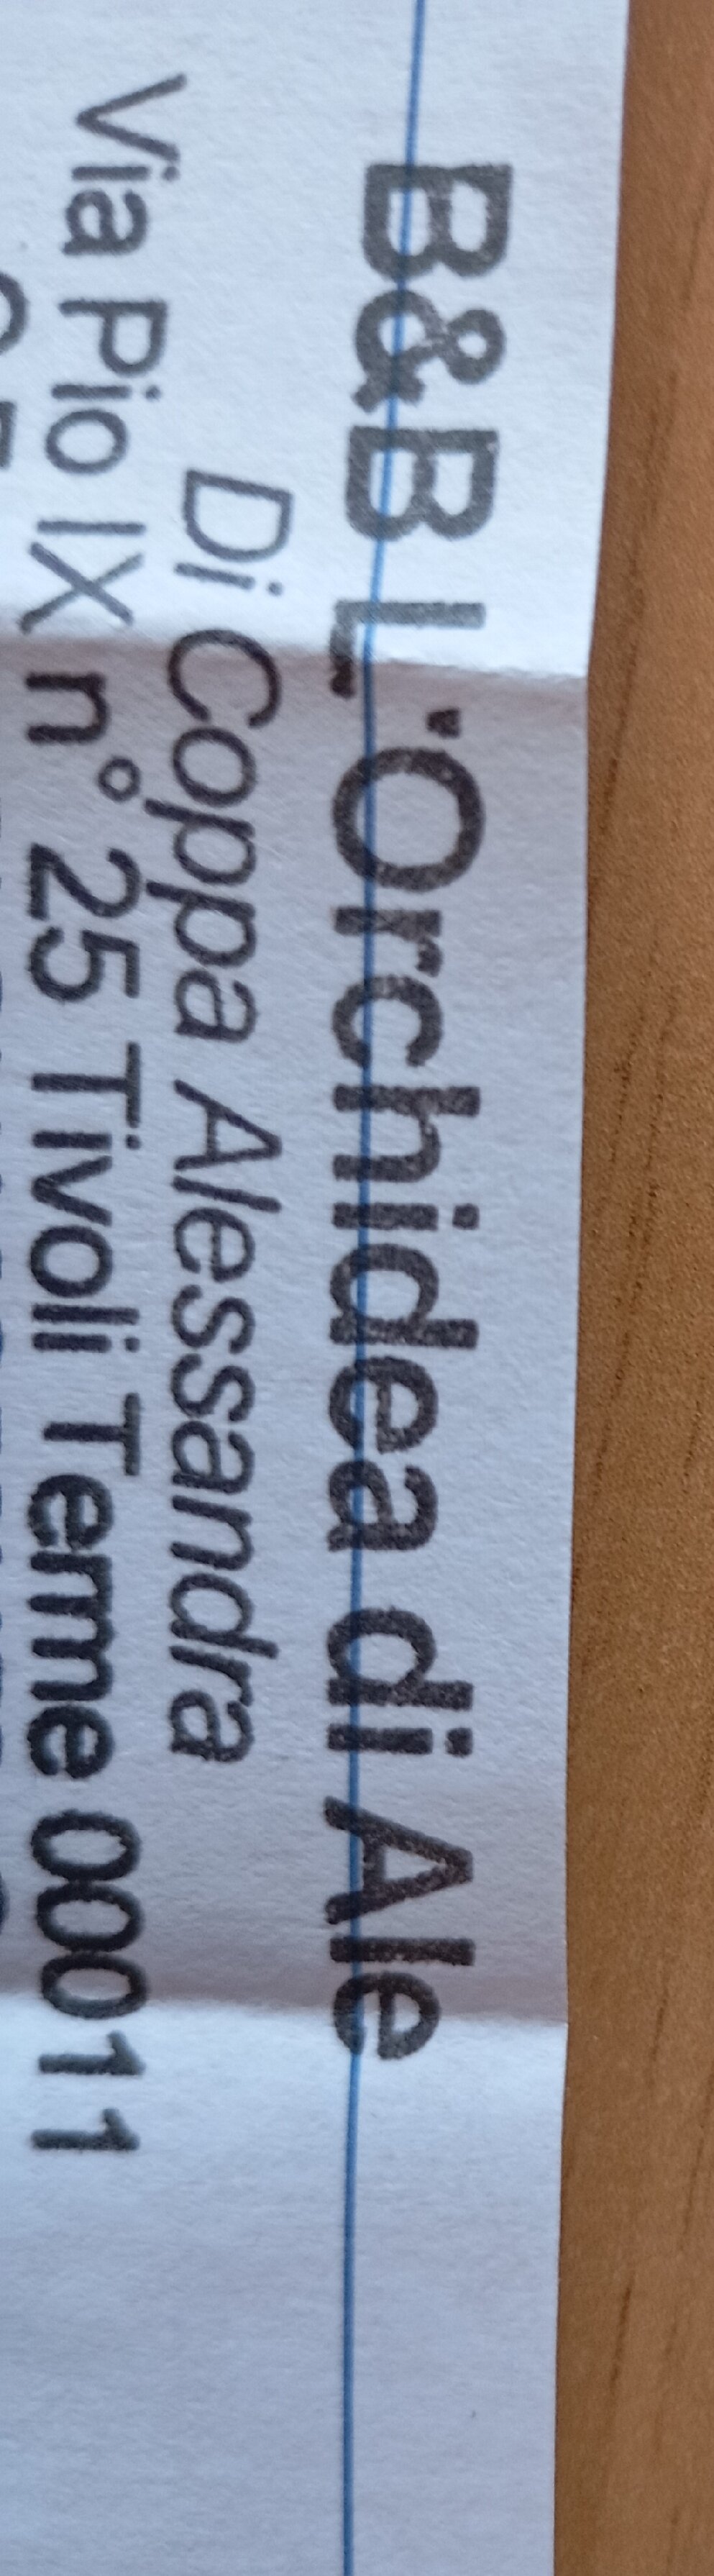 B&B L'Orchidea di Ale
Di Coppa Alessandra
Via Pio IX n° 25 Tivoli Terme 00011